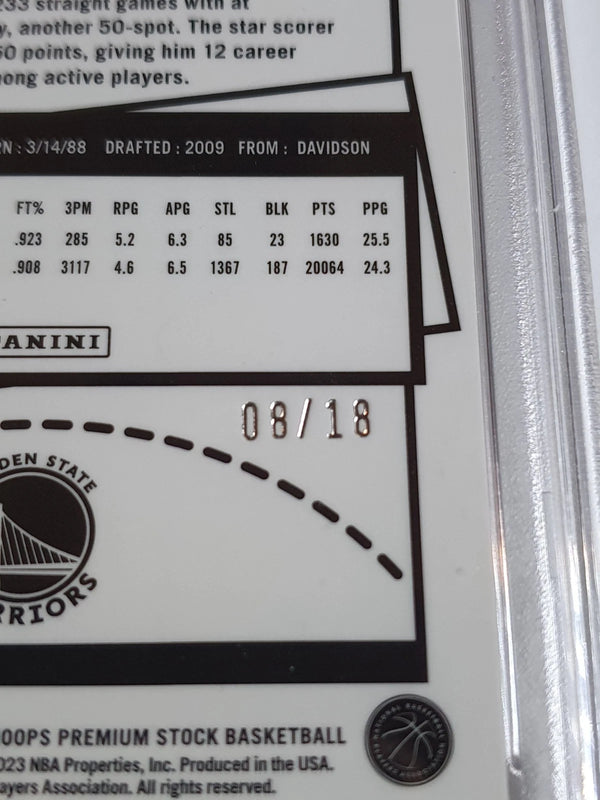 233 straight games with at
y, another 50-spot. The star scorer
50 points, giving him 12 career
ong active players.
RN : 3/14/88 DRAFTED : 2009 FROM : DAVIDSON
FT% 3PM RPG APG STL BLK PTS PPG
.923 285 5.2 6.3 85 23 1630 25.5
.908 3117 4.6 6.5 1367 187 20064 24.3
PANINI
08/18
DEN STATE
RRIORS
OOPS PREMIUM STOCK BASKETBALL
023 NBA Properties, Inc. Produced in the USA.
ayers Association. All rights reserved.